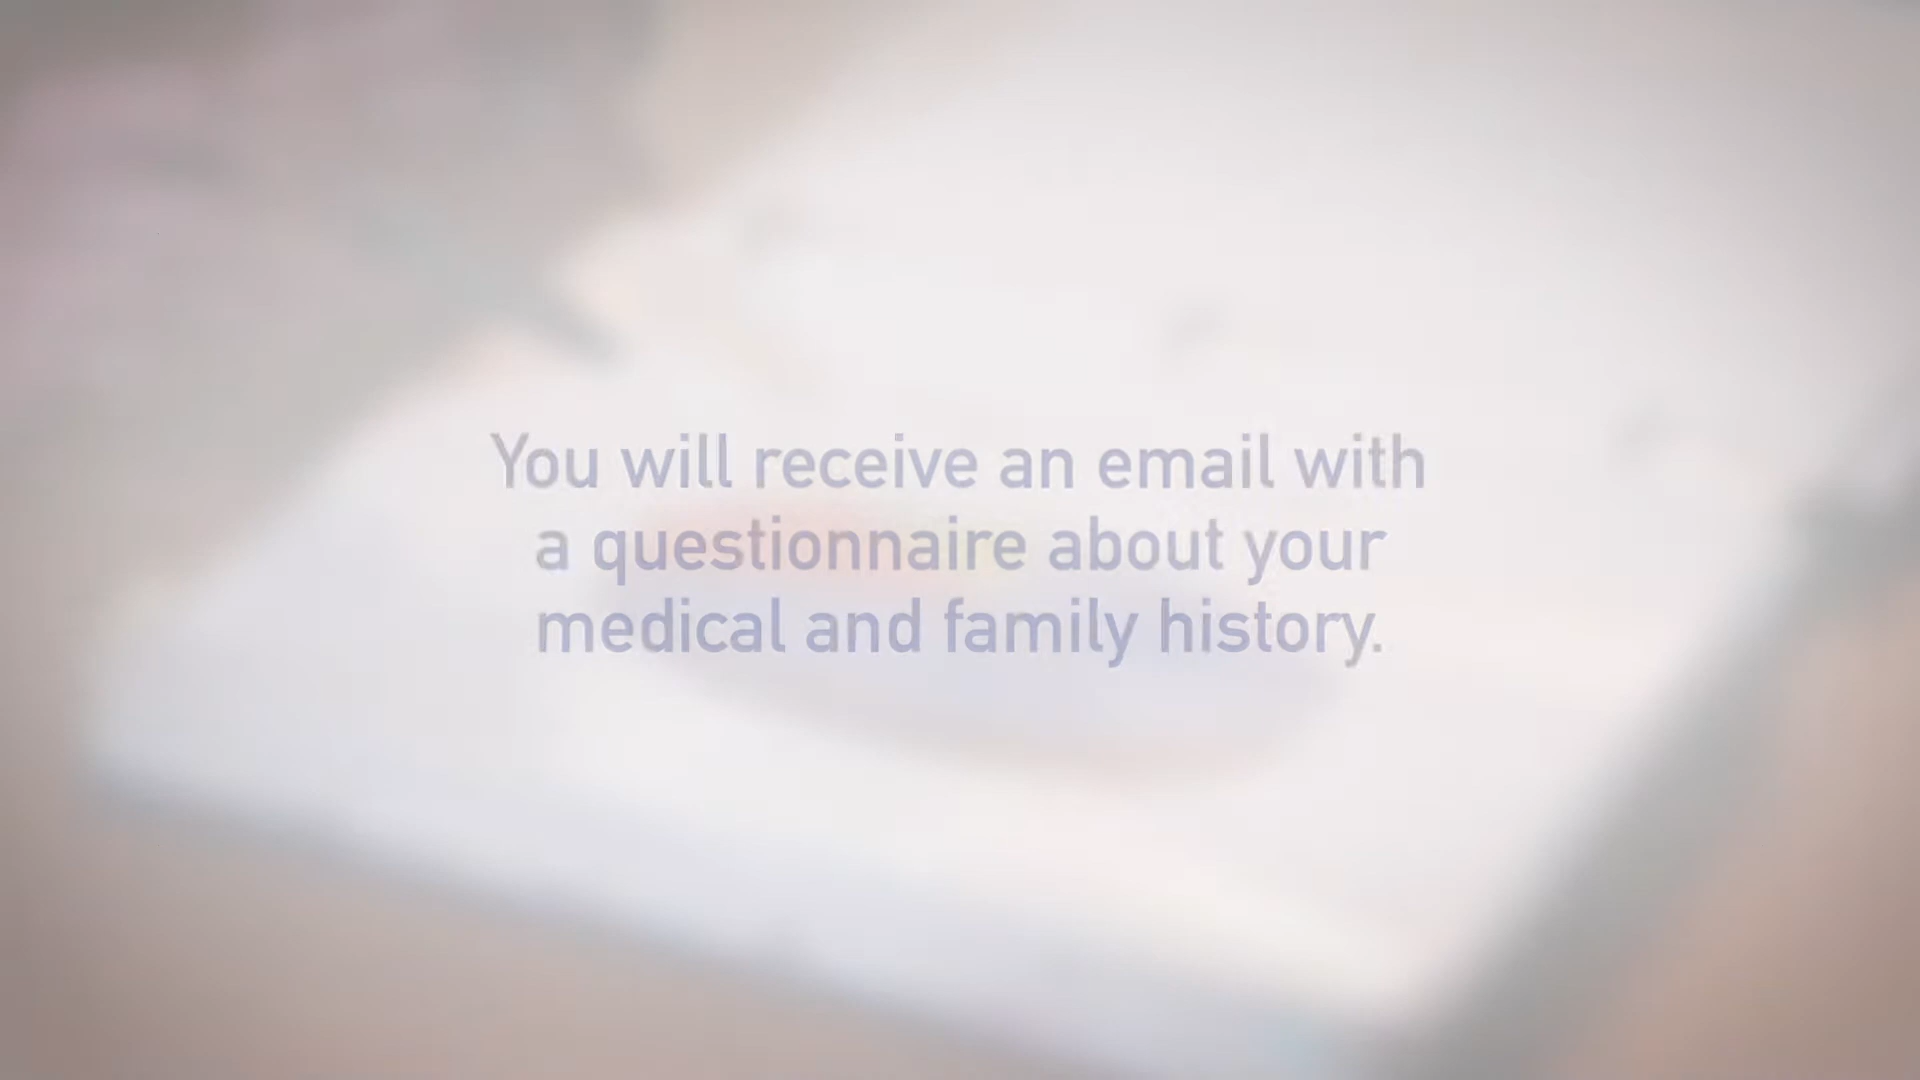 You will receive an email with
a questionnaire about your
medical and family history.